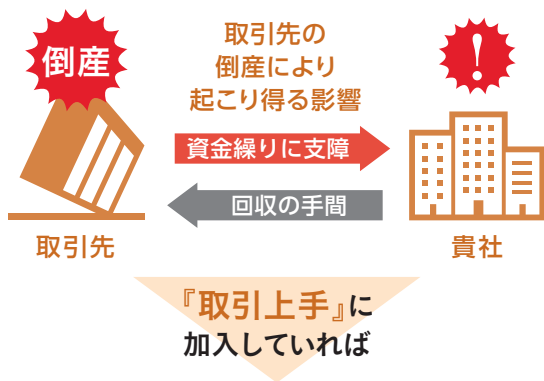 倒産
取引先の
倒産により
起こり得る影響
!
資金繰りに支障
回収の手間
取引先
貴社
『取引上手』に
加入していれば